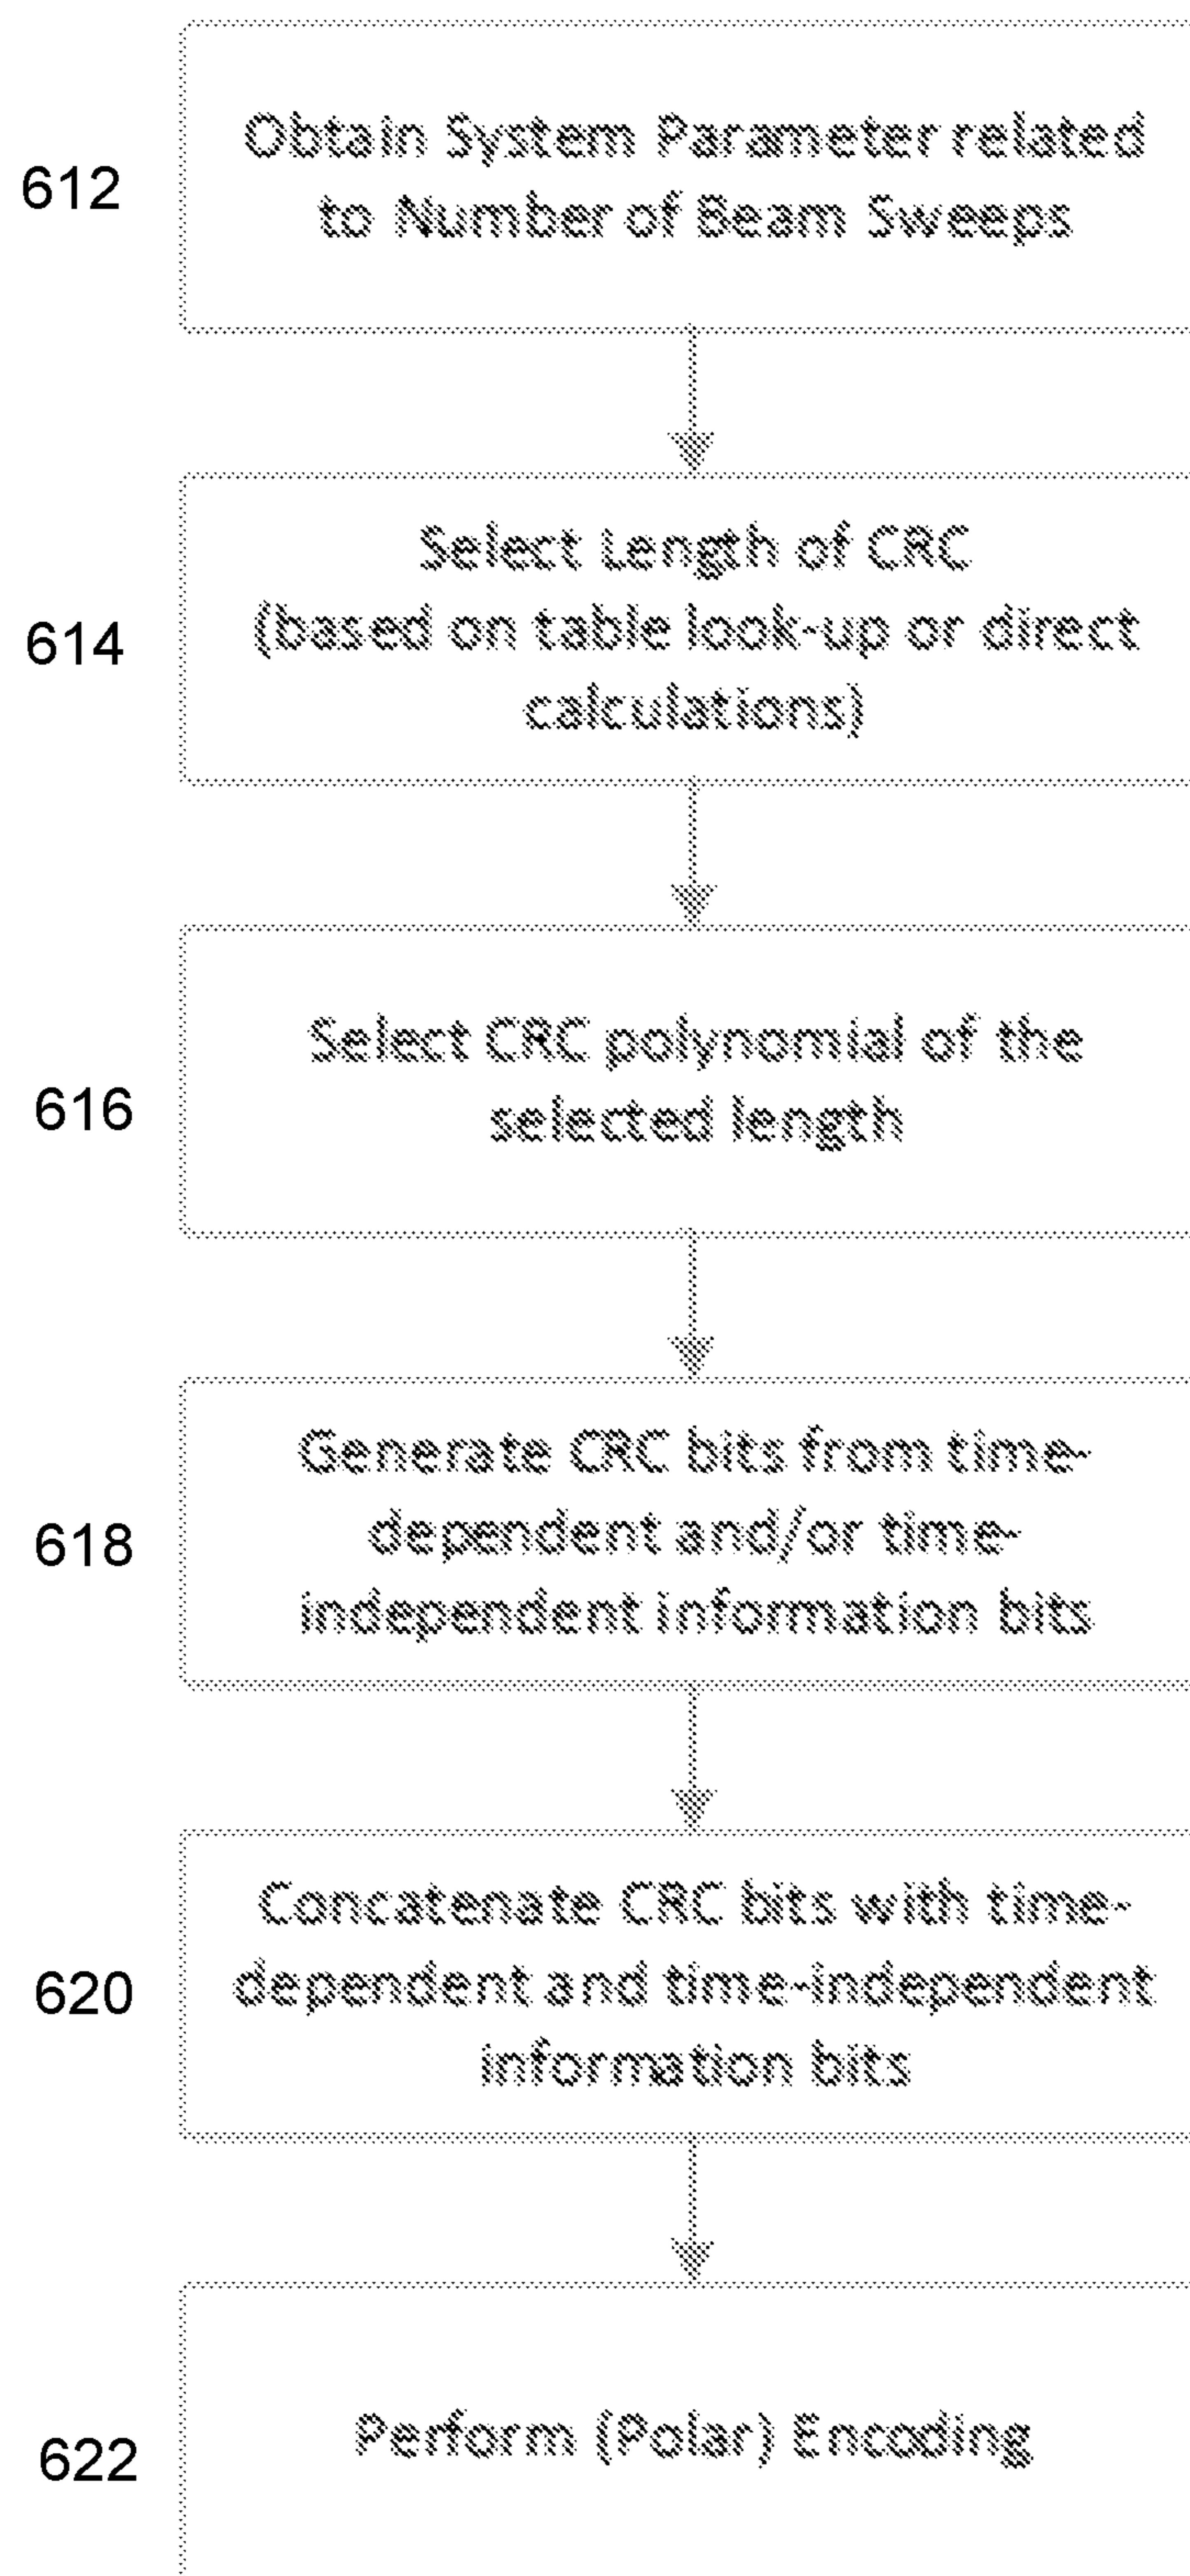 612
Obtain System Parameter related
to Number of Beam Sweeps
614
Select Length of CRC
(based on table look-up or direct
calculations)
616
Select CRC polynomial of the
selected length
618
Generate CRC bits from time-
dependent and/or time-
independent information bits
620
Concatenate CRC bits with time-
dependent and time-independent
information bits
622
Perform (Polar) Encoding